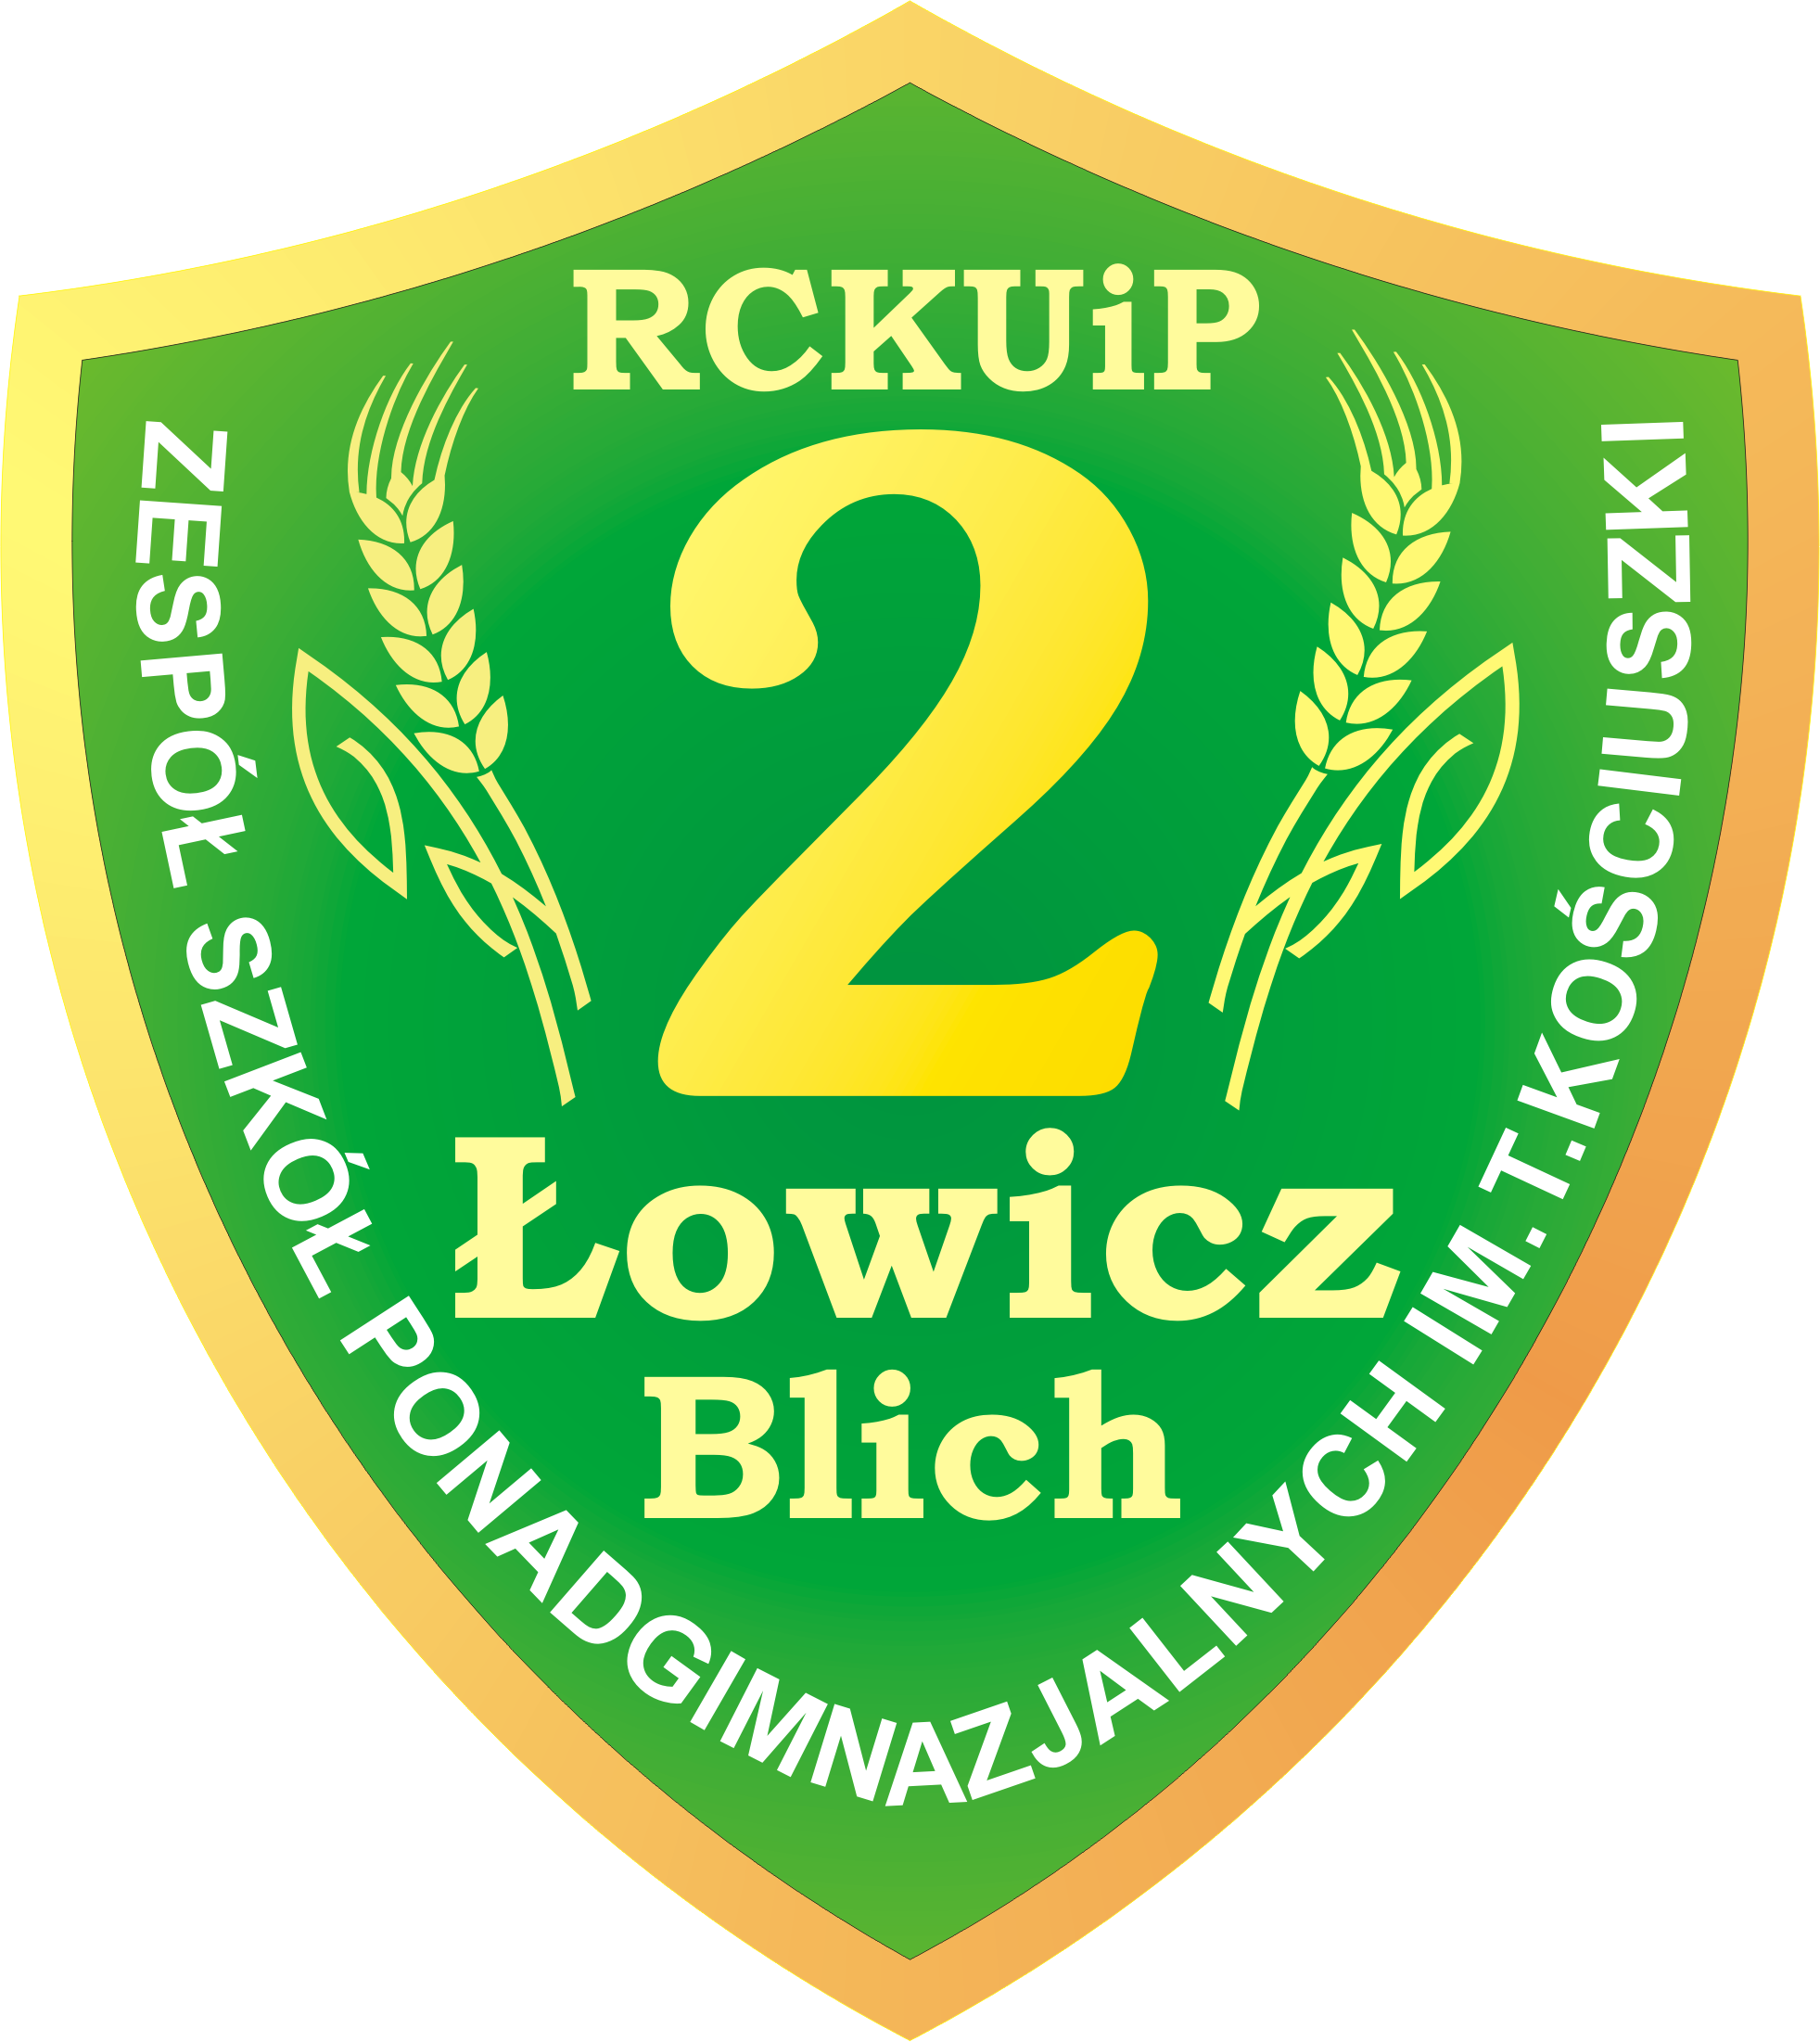 RCKUiP
2
Łowicz
Blich
ZESPÓŁ SZKÓŁ PONADGIMNAZJALNYCH IM. T.KOŚCIUSZKI